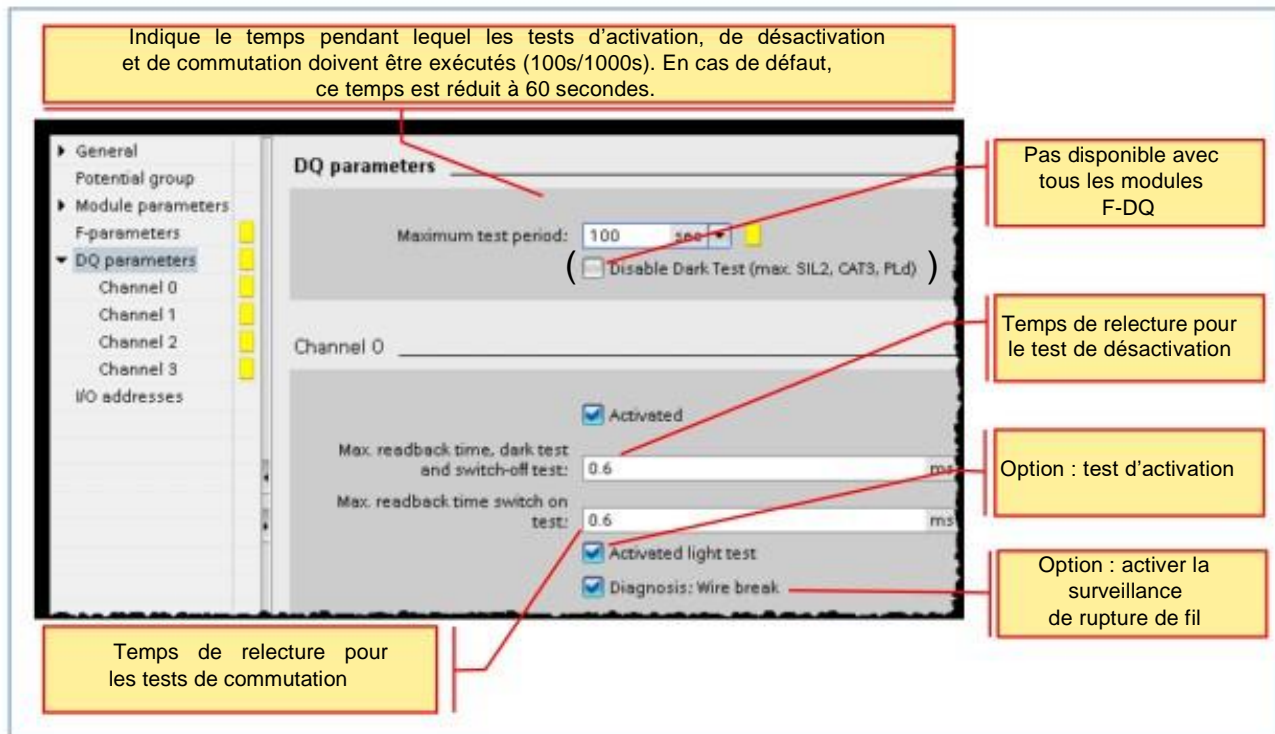 Indique le temps pendant lequel les tests d'activation, de désactivation
et de commutation doivent être exécutés (100s/1000s). En cas de défaut,
ce temps est réduit à 60 secondes.
General
Potential group
Module parameters
F-parameters
DQ parameters
Channel 0
Channel 1
Channel 2
Channel 3
I/O addresses
DQ parameters
Maximum test period: 100 sec
( Disable Dark Test (max. SIL2, CAT3, PLd) )
Channel 0
Activated
Max. readback time, dark test
and switch-off test: 0.6 ms
Max. readback time switch on
test: 0.6 ms
Activated light test
Diagnosis: Wire break
Pas disponible avec
tous les modules
F-DQ
Temps de relecture pour
le test de désactivation
Option : test d'activation
Option : activer la
surveillance
de rupture de fil
Temps de relecture pour
les tests de commutation